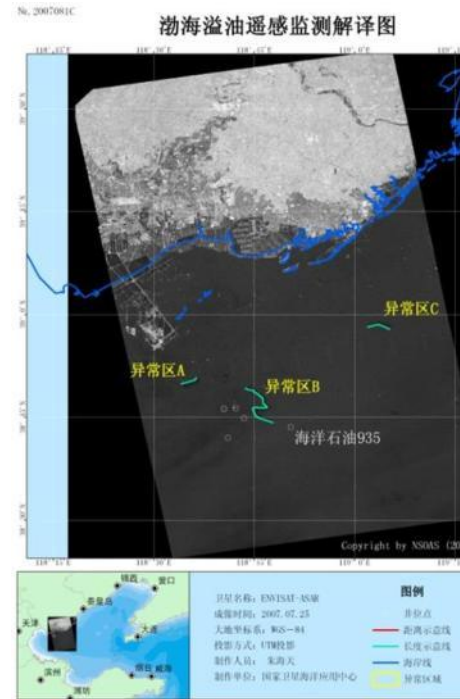 No. 2007081C
渤海溢油遥感监测解译图
异常区C
异常区A
异常区B
海洋石油935
Copyright by NSOAS (20
锦西
营口
秦皇岛
天津
大连
滨州
烟台 威海
潍坊
卫星名称: ENVISAT-ASAR
成像时间: 2007.07.25
大地坐标系: WGS-84
投影方式: UTM投影
制作人员: 朱海天
制作单位: 国家卫星海洋应用中心
图例
井位点
距离示意线
长度示意线
海岸线
异常区域